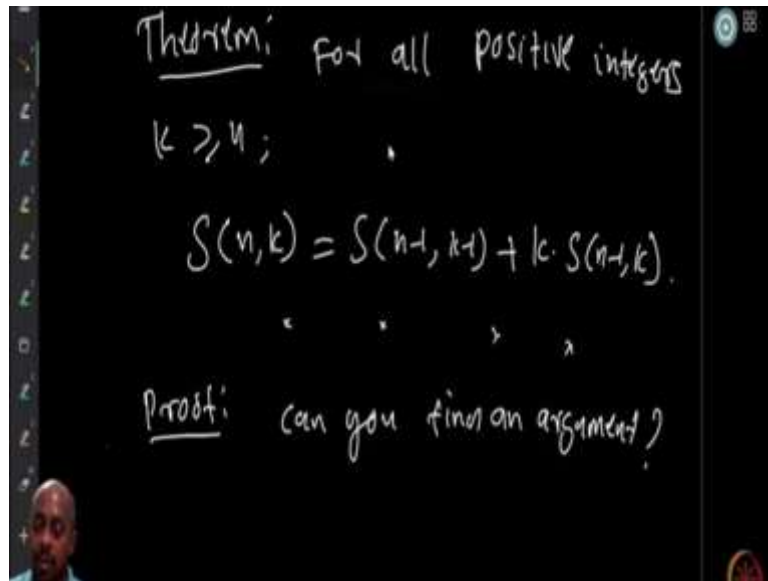 Theorem: For all positive integers
k ≥ n;
S(n,k) = S(n-1, k-1) + k. S(n-1, k).
Proof: can you find an argument?